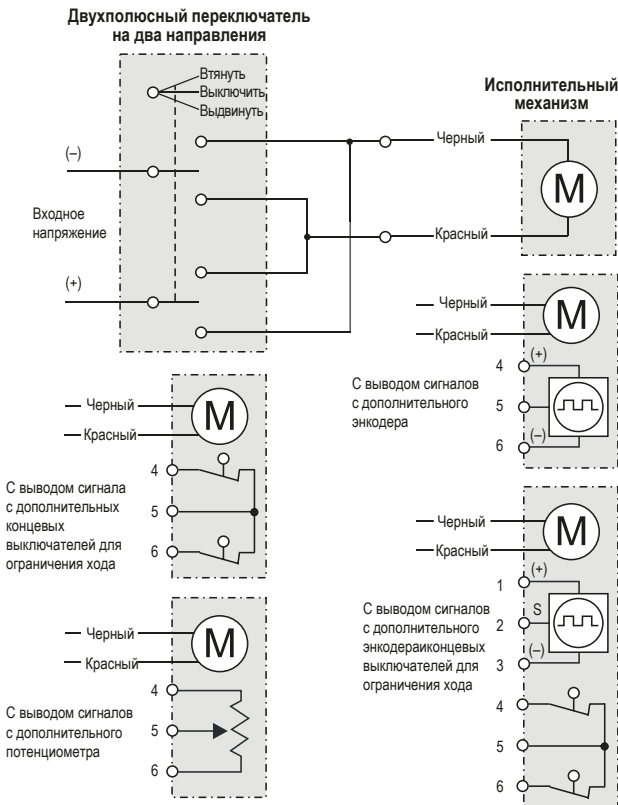 Двухполюсный переключатель
на два направления
Втянуть
Выключить
Выдвинуть
(–)
Входное
напряжение
(+)
Исполнительный
механизм
Черный
M
Красный
Черный
M
Красный
4
(+)
С выводом сигналов
с дополнительного
энкодера
5
6
(–)
Черный
M
Красный
4
С выводом сигнала
с дополнительных
концевых
выключателей для
ограничения хода
5
6
Черный
M
Красный
1
(+)
С выводом сигналов
с дополнительного
энкодераиконцевых
выключателей для
ограничения хода
2
S
3
(–)
4
5
6
Черный
M
Красный
4
С выводом сигналов
с дополнительного
потенциометра
5
6